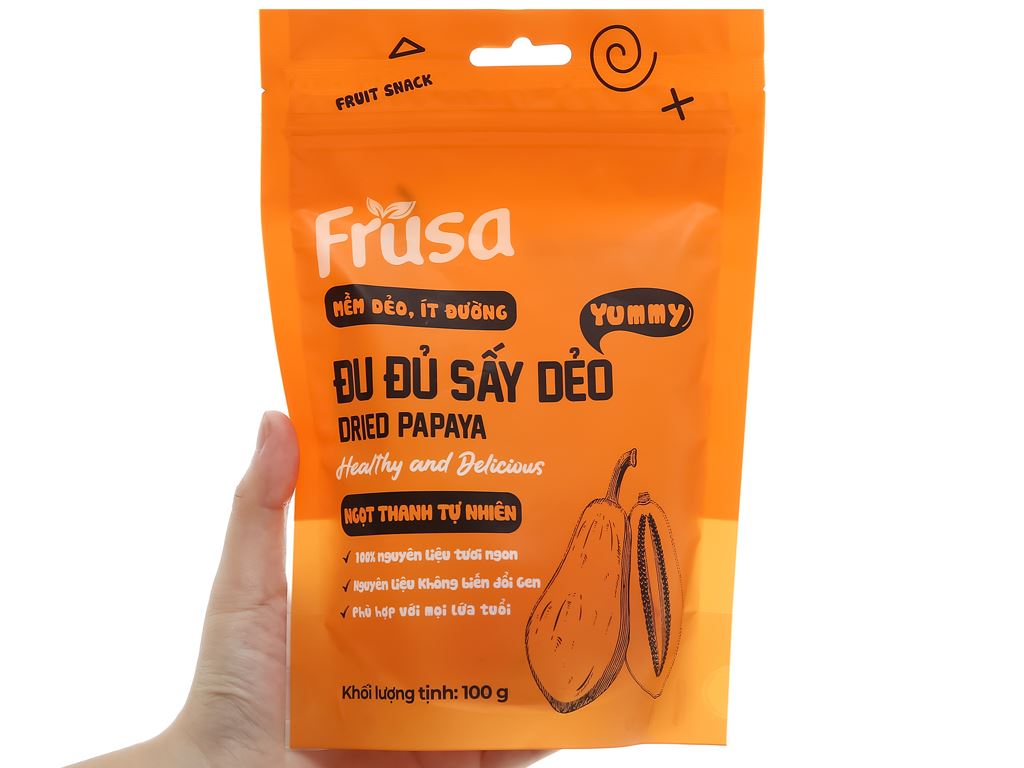 FRUIT SNACK
Frusa
MỀM DẺO, ÍT ĐƯỜNG
Yummy
ĐU ĐỦ SẤY DẺO
DRIED PAPAYA
Healthy and Delicious
NGỌT THANH TỰ NHIÊN
100% nguyên liệu tươi ngon
Nguyên liệu không biến đổi Gen
Phù hợp với mọi lứa tuổi
Khối lượng tịnh: 100 g